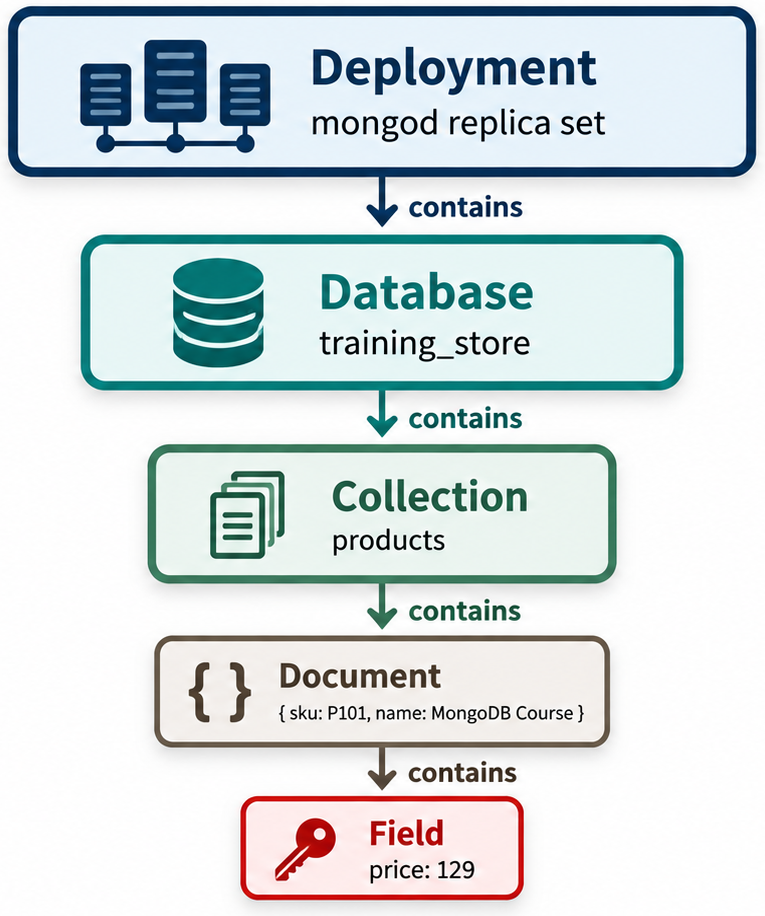 Deployment
mongod replica set
contains
Database
training_store
contains
Collection
products
contains
{ }
Document
{ sku: P101, name: MongoDB Course }
contains
Field
price: 129